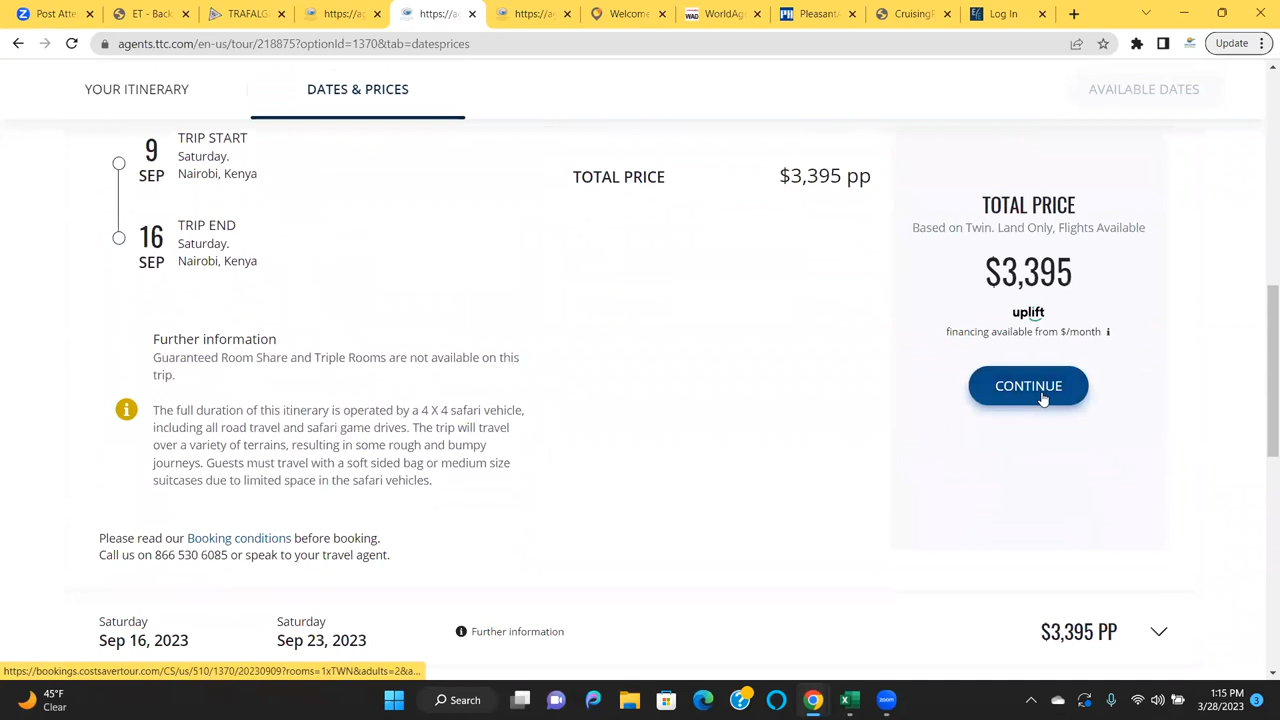 ET - Back
TRAFALG
https://ag
https://ag
https://ag
Welcome
WorldAg
PleasantA
CruisingP
Log In
agents.ttc.com/en-us/tour/218875?optionId=1370&tab=datesprices
Update
YOUR ITINERARY
DATES & PRICES
AVAILABLE DATES
9
SEP
TRIP START
Saturday.
Nairobi, Kenya
16
SEP
TRIP END
Saturday.
Nairobi, Kenya
TOTAL PRICE
$3,395 pp
TOTAL PRICE
Based on Twin. Land Only, Flights Available
$3,395
uplift
financing available from $/month
CONTINUE
Further information
Guaranteed Room Share and Triple Rooms are not available on this
trip.
The full duration of this itinerary is operated by a 4 X 4 safari vehicle,
including all road travel and safari game drives. The trip will travel
over a variety of terrains, resulting in some rough and bumpy
journeys. Guests must travel with a soft sided bag or medium size
suitcases due to limited space in the safari vehicles.
Please read our Booking conditions before booking.
Call us on 866 530 6085 or speak to your travel agent.
Saturday
Sep 16, 2023
Saturday
Sep 23, 2023
Further information
$3,395 PP
https://bookings.costsavertour.com/CS/us/510/1370/20230909?rooms=1xTWN&adults=2&a...
45°F
Clear
Search
1:15 PM
3/28/2023